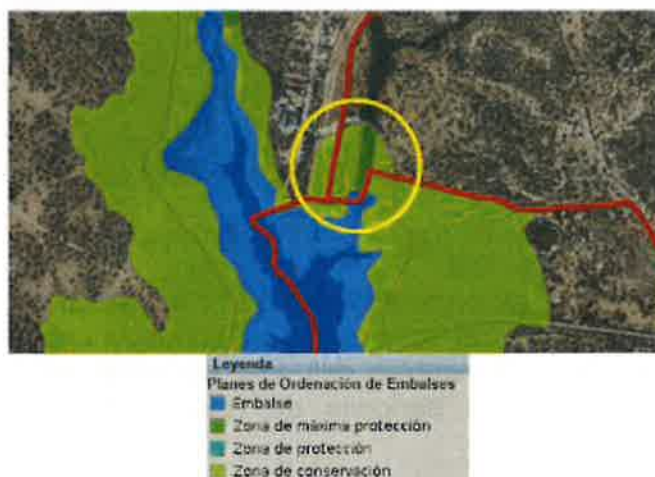 Leyenda
Planes de Ordenación de Embalses
Embalse
Zona de máxima protección
Zona de protección
Zona de conservación